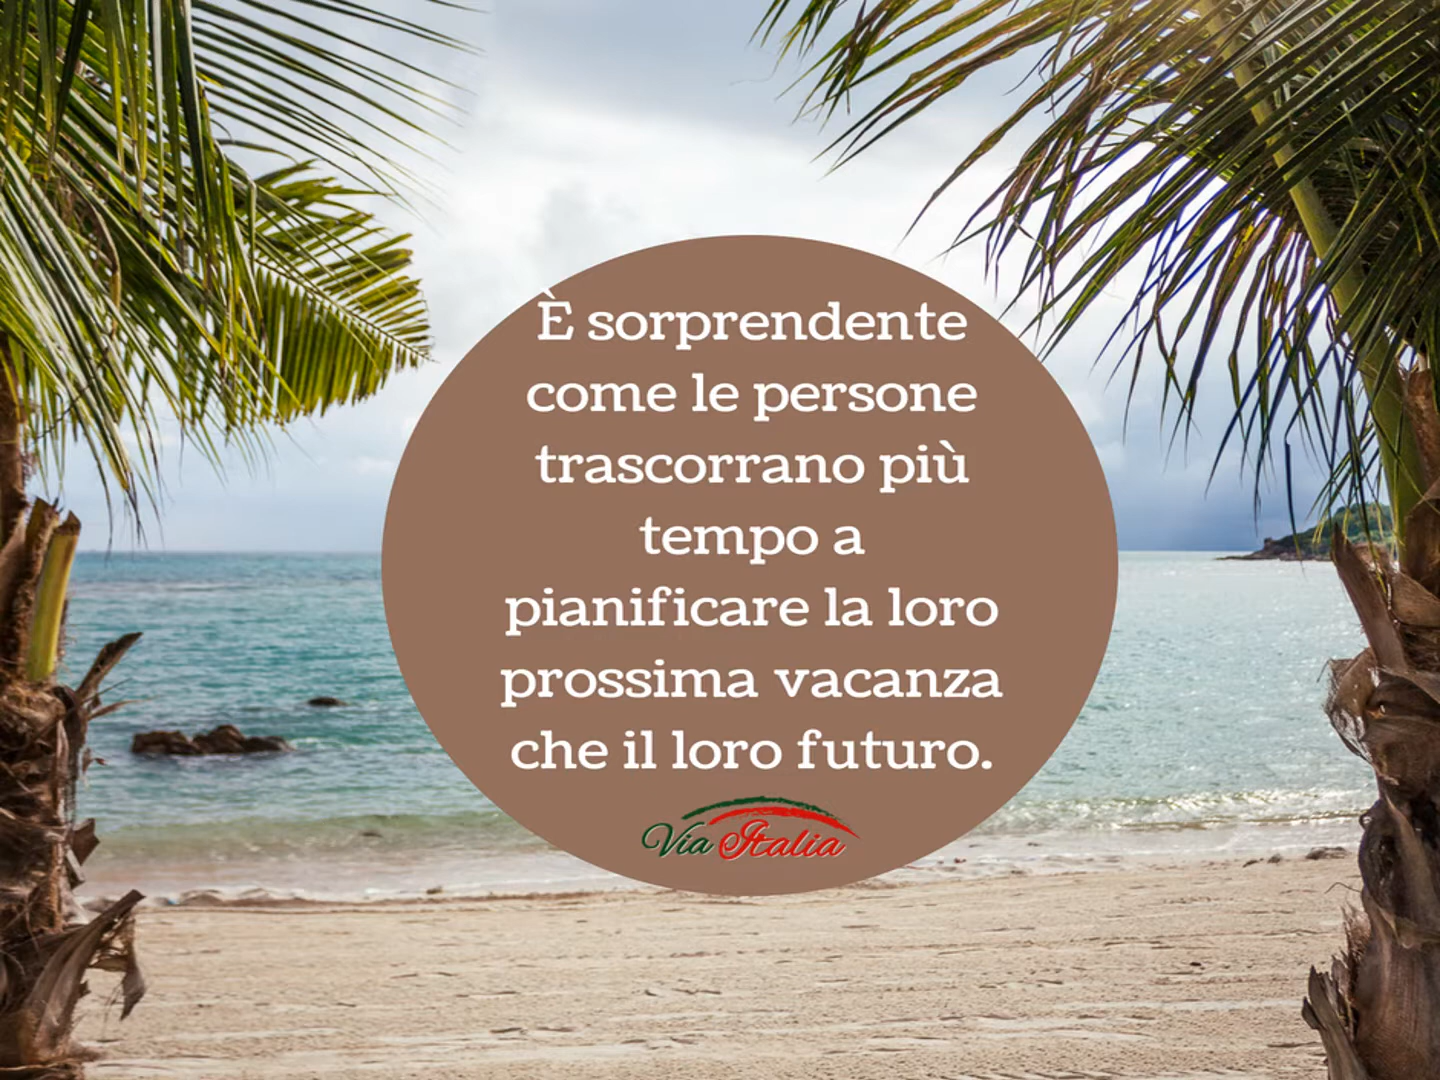 È sorprendente
come le persone
trascorrano più
tempo a
pianificare la loro
prossima vacanza
che il loro futuro.
Via Italia